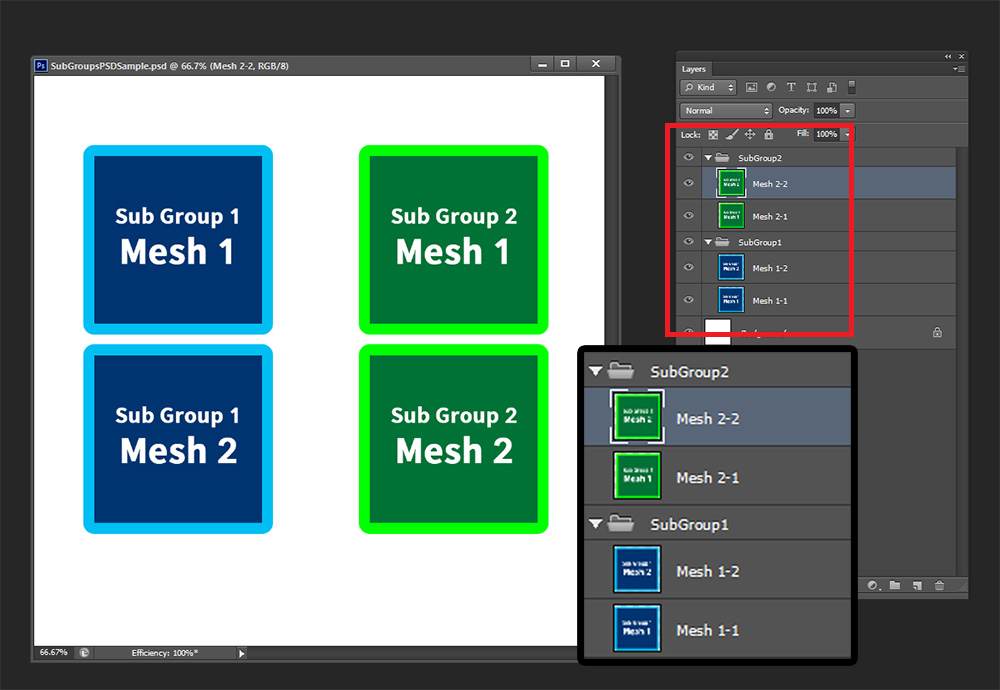 SubGroupsPSDSample.psd @ 66.7% (Mesh 2-2, RGB/8)
Sub Group 1
Mesh 1
Sub Group 2
Mesh 1
Sub Group 1
Mesh 2
Sub Group 2
Mesh 2
66.67%
Efficiency: 100%*
Layers
Kind
Normal
Opacity: 100%
Lock:
Fill: 100%
SubGroup2
Mesh 2-2
Mesh 2-1
SubGroup1
Mesh 1-2
Mesh 1-1
SubGroup2
Mesh 2-2
Mesh 2-1
SubGroup1
Mesh 1-2
Mesh 1-1